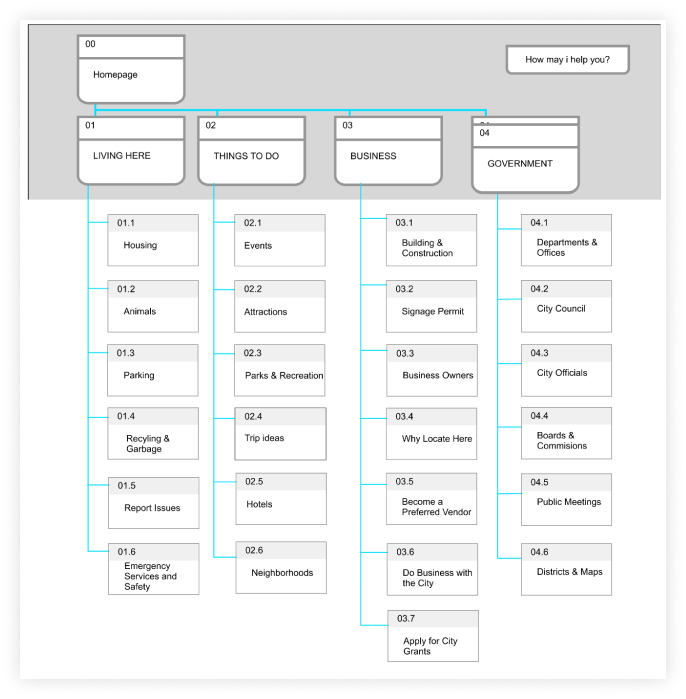 00
Homepage
How may i help you?
01
LIVING HERE
02
THINGS TO DO
03
BUSINESS
04
GOVERNMENT
01.1
Housing
01.2
Animals
01.3
Parking
01.4
Recyling &
Garbage
01.5
Report Issues
01.6
Emergency
Services and
Safety
02.1
Events
02.2
Attractions
02.3
Parks & Recreation
02.4
Trip ideas
02.5
Hotels
02.6
Neighborhoods
03.1
Building &
Construction
03.2
Signage Permit
03.3
Business Owners
03.4
Why Locate Here
03.5
Become a
Preferred Vendor
03.6
Do Business with
the City
03.7
Apply for City
Grants
04.1
Departments &
Offices
04.2
City Council
04.3
City Officials
04.4
Boards &
Commisions
04.5
Public Meetings
04.6
Districts & Maps